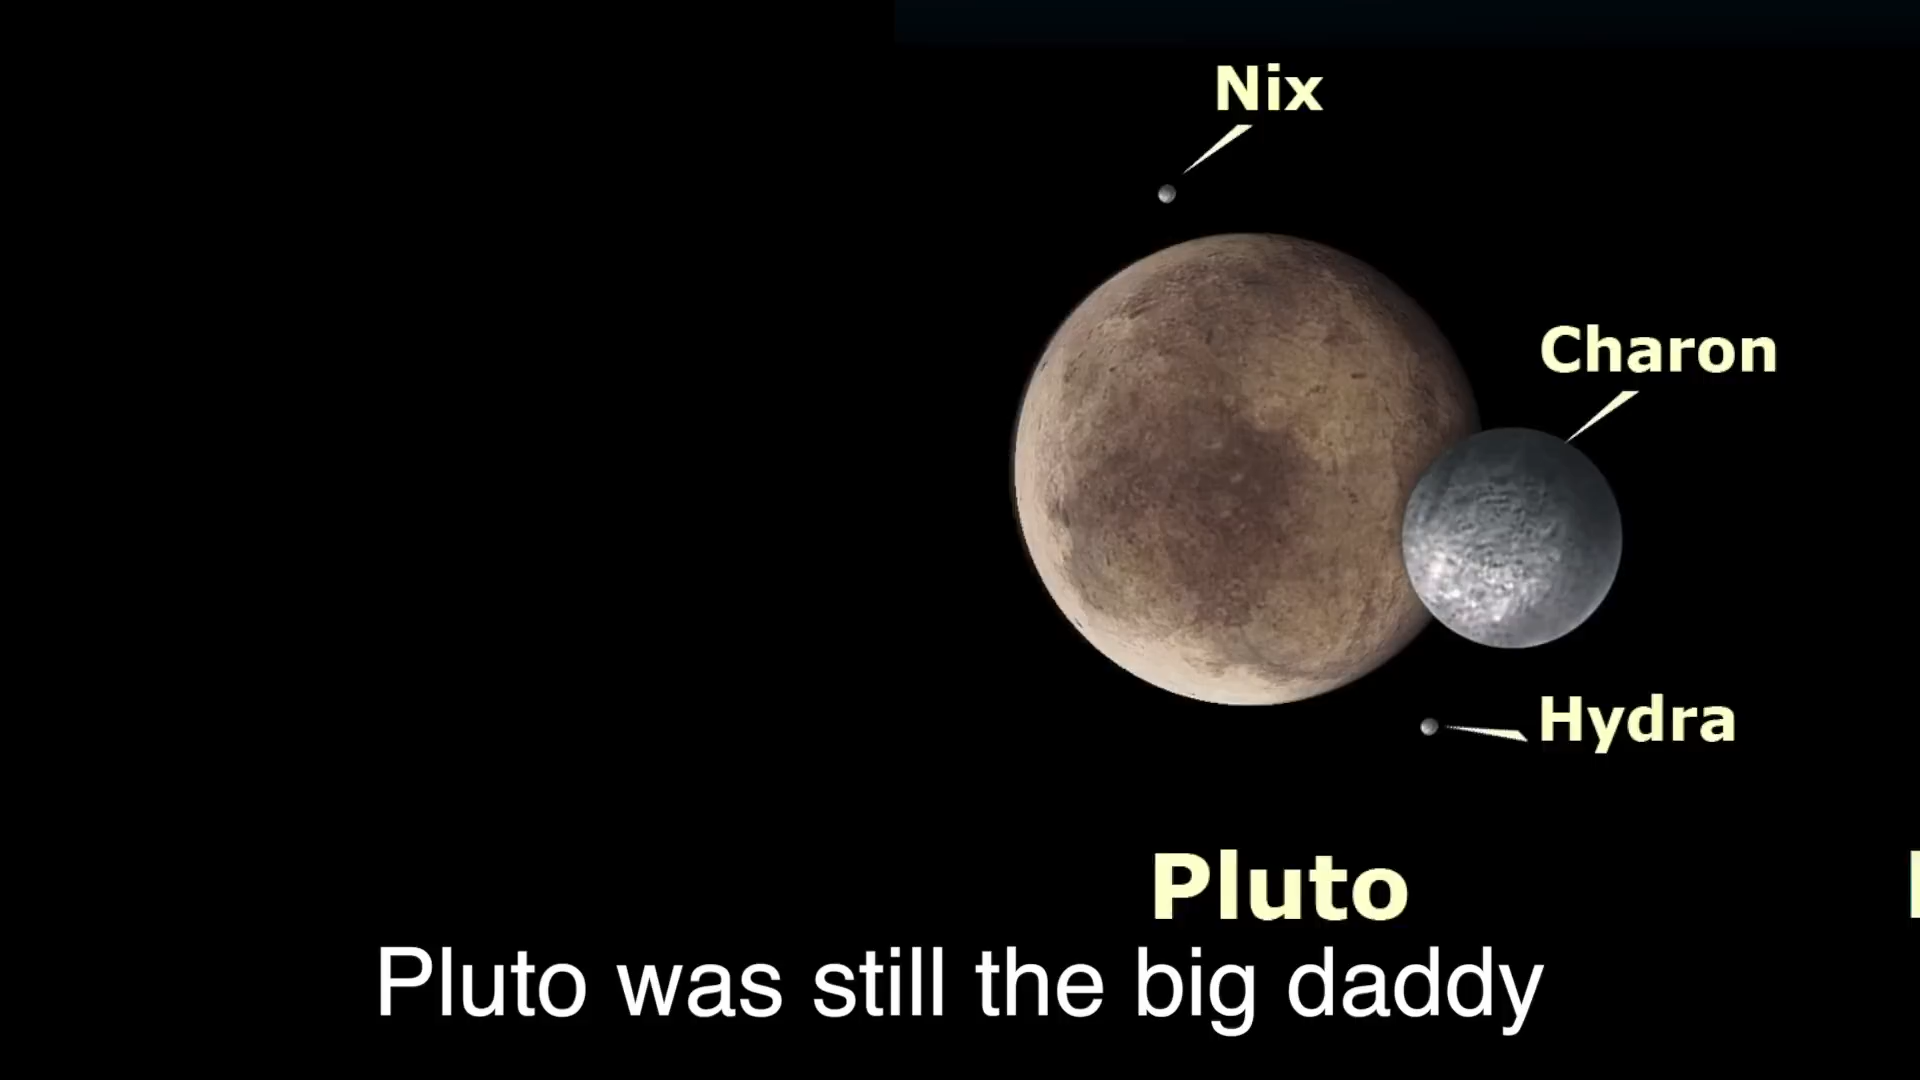 Nix
Charon
Hydra
Pluto
Pluto was still the big daddy